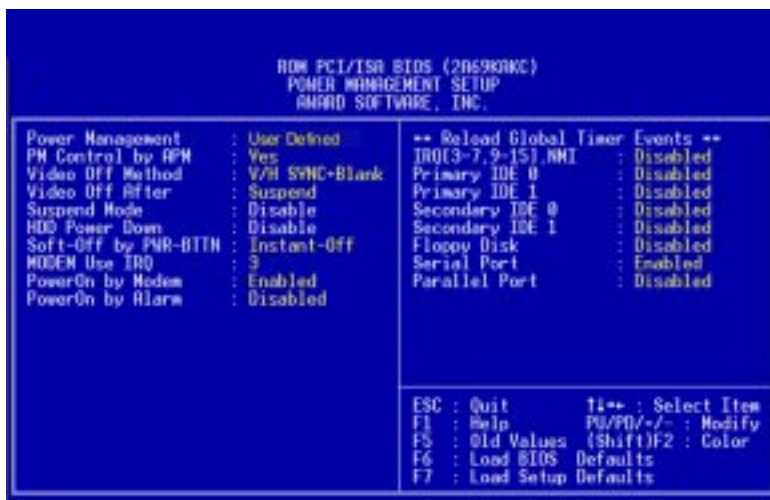 ROM PCI/ISA BIOS (2A69KAKC)
POWER MANAGEMENT SETUP
AWARD SOFTWARE, INC.
Power Management : User Defined
PM Control by APM : Yes
Video Off Method : V/H SYNC+Blank
Video Off After : Suspend
Suspend Mode : Disable
HDD Power Down : Disable
Soft-Off by PWR-BTTN : Instant-Off
MODEM Use IRQ : 3
PowerOn by Modem : Enabled
PowerOn by Alarm : Disabled
** Reload Global Timer Events **
IRQ[3-7,9-15],NMI : Disabled
Primary IDE 0 : Disabled
Primary IDE 1 : Disabled
Secondary IDE 0 : Disabled
Secondary IDE 1 : Disabled
Floppy Disk : Disabled
Serial Port : Enabled
Parallel Port : Disabled
ESC : Quit ↑↓→← : Select Item
F1 : Help PU/PD/+/- : Modify
F5 : Old Values (Shift)F2 : Color
F6 : Load BIOS Defaults
F7 : Load Setup Defaults